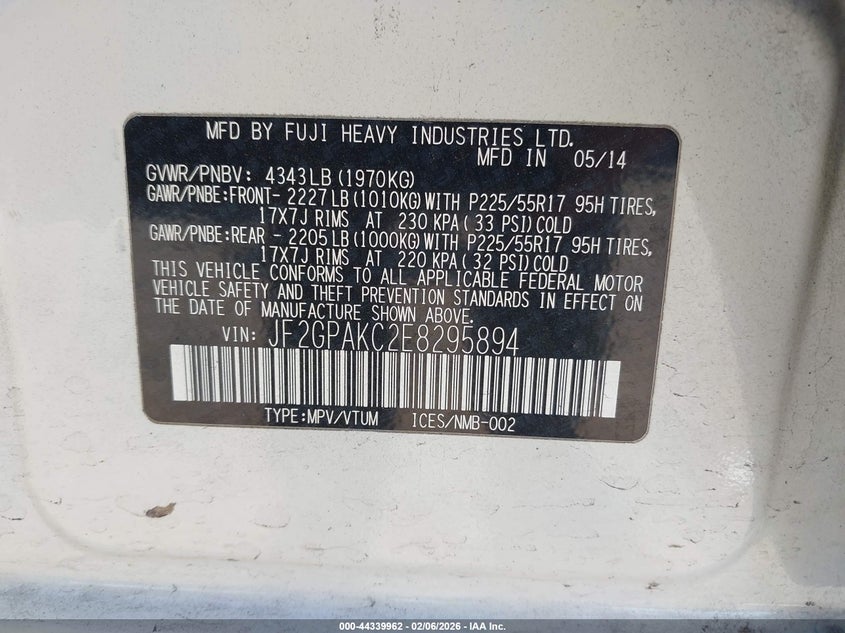 MFD BY FUJI HEAVY INDUSTRIES LTD.
MFD IN 05/14
GVWR/PNBV: 4343LB (1970KG)
GAWR/PNBE:FRONT- 2227LB (1010KG) WITH P225/55R17 95H TIRES,
17X7J RIMS AT 230 KPA( 33 PSI) COLD
GAWR/PNBE:REAR - 2205LB (1000KG) WITH P225/55R17 95H TIRES,
17X7J RIMS AT 220 KPA( 32 PSI) COLD
THIS VEHICLE CONFORMS TO ALL APPLICABLE FEDERAL MOTOR
VEHICLE SAFETY AND THEFT PREVENTION STANDARDS IN EFFECT ON
THE DATE OF MANUFACTURE SHOWN ABOVE.
VIN: JF2GPAKC2E8295894
TYPE:MPV/VTUM ICES/NMB-002
000-44339962 - 02/06/2026 - IAA Inc.